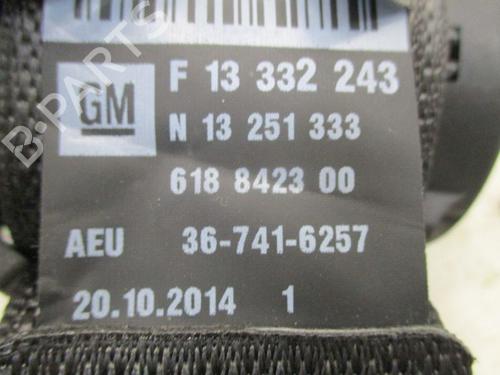 F 13 332 243
GM
N 13 251 333
618 8423 00
AEU 36-741-6257
20.10.2014 1
B-PARTS